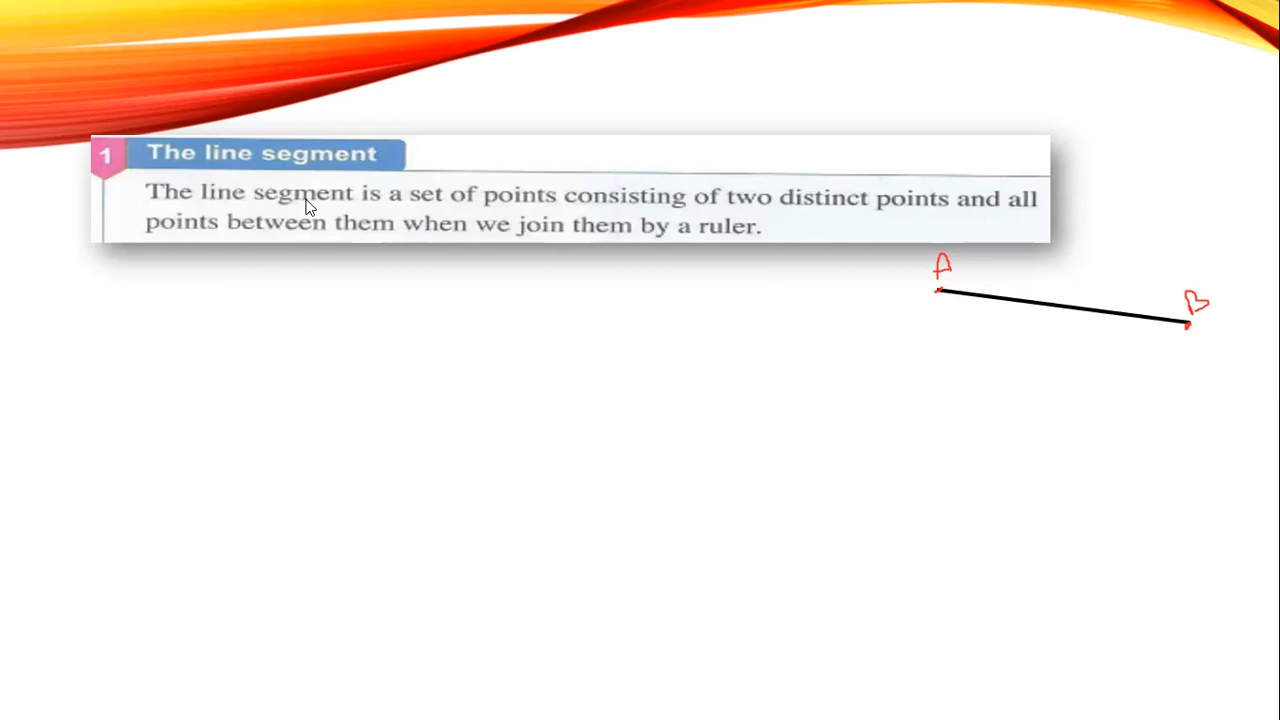 1 The line segment
The line segment is a set of points consisting of two distinct points and all
points between them when we join them by a ruler.
A
B